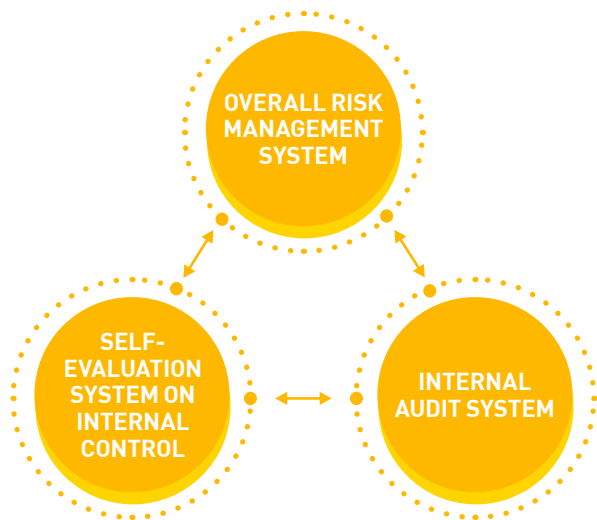 OVERALL RISK
MANAGEMENT
SYSTEM
SELF-
EVALUATION
SYSTEM ON
INTERNAL
CONTROL
INTERNAL
AUDIT SYSTEM